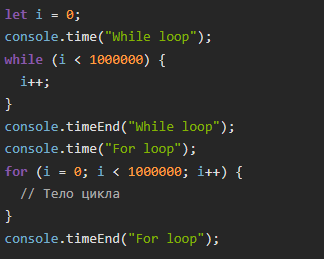 let i = 0;
console.time("While loop");
while (i < 1000000) {
  i++;
}
console.timeEnd("While loop");
console.time("For loop");
for (i = 0; i < 1000000; i++) {
  // Тело цикла
}
console.timeEnd("For loop");